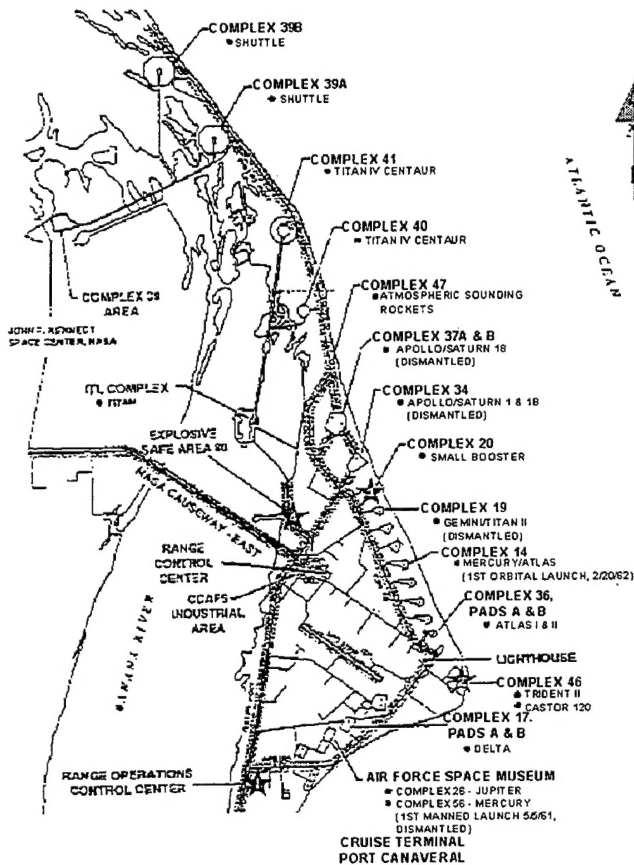 COMPLEX 39B
SHUTTLE
COMPLEX 39A
SHUTTLE
COMPLEX 41
TITAN IV CENTAUR
ATLANTIC OCEAN
COMPLEX 40
TITAN IV CENTAUR
COMPLEX 47
ATMOSPHERIC SOUNDING
ROCKETS
COMPLEX
AREA
JOHN F. KENNEDY
SPACE CENTER, NASA
COMPLEX 37A & B
APOLLO/SATURN 1B
(DISMANTLED)
ITL COMPLEX
TITAN
COMPLEX 34
APOLLO/SATURN 1 & 1B
(DISMANTLED)
EXPLOSIVE
SAFE AREA 60
COMPLEX 20
SMALL BOOSTER
NASA CAUSEWAY - EAST
COMPLEX 19
GEMINI/TITAN II
(DISMANTLED)
COMPLEX 14
MERCURY/ATLAS
(1ST ORBITAL LAUNCH, 2/20/62)
RANGE
CONTROL
CENTER
CCAFS
INDUSTRIAL
AREA
COMPLEX 36,
PADS A & B
ATLAS I & II
BANANA RIVER
LIGHTHOUSE
COMPLEX 46
TRIDENT II
CASTOR 120
COMPLEX 17,
PADS A & B
DELTA
RANGE OPERATIONS
CONTROL CENTER
AIR FORCE SPACE MUSEUM
COMPLEX 26 - JUPITER
COMPLEX 56 - MERCURY
(1ST MANNED LAUNCH 5/5/61,
DISMANTLED)
CRUISE TERMINAL
PORT CANAVERAL